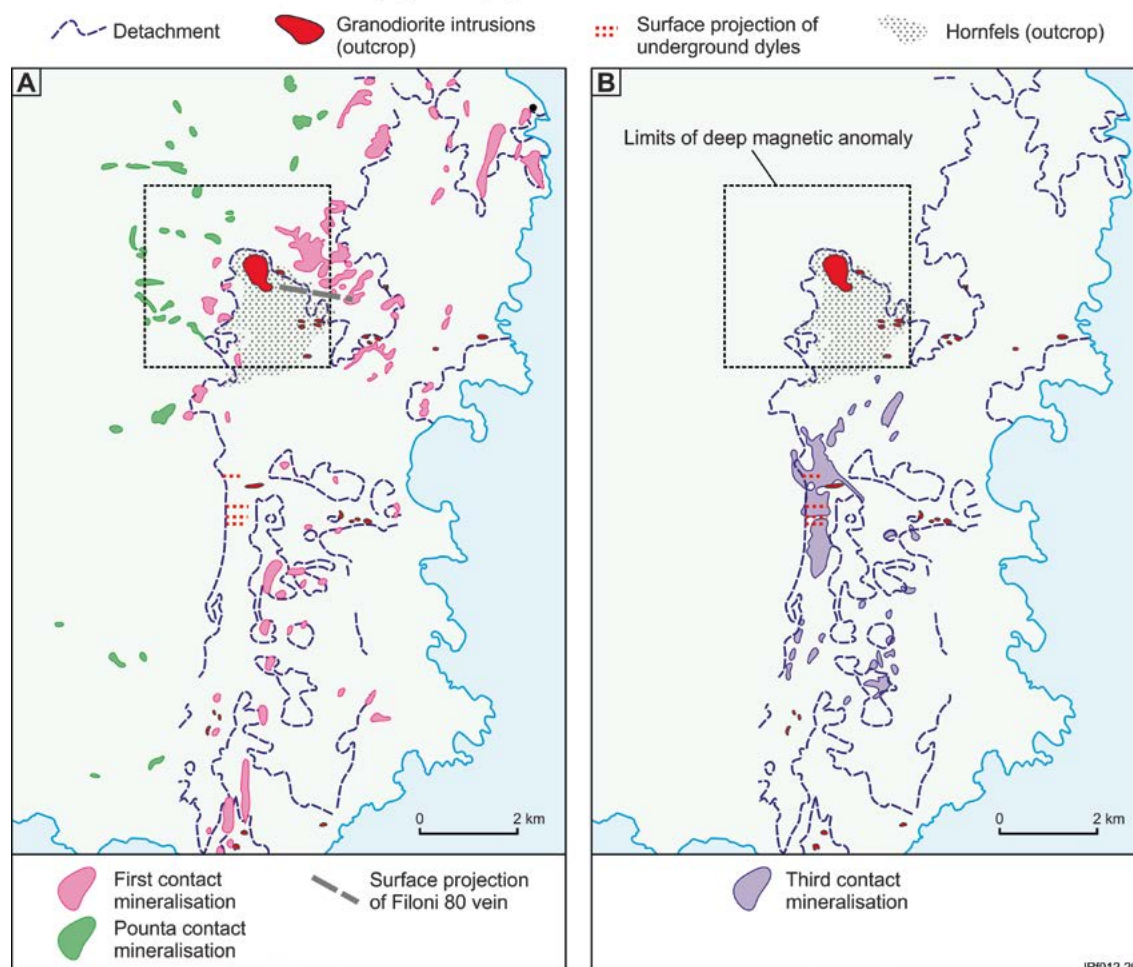 Detachment
Granodiorite intrusions
(outcrop)
Surface projection of
underground dyles
Hornfels (outcrop)
A
B
Limits of deep magnetic anomaly
0 2 km
0 2 km
First contact
mineralisation
Pounta contact
mineralisation
Surface projection
of Filoni 80 vein
Third contact
mineralisation